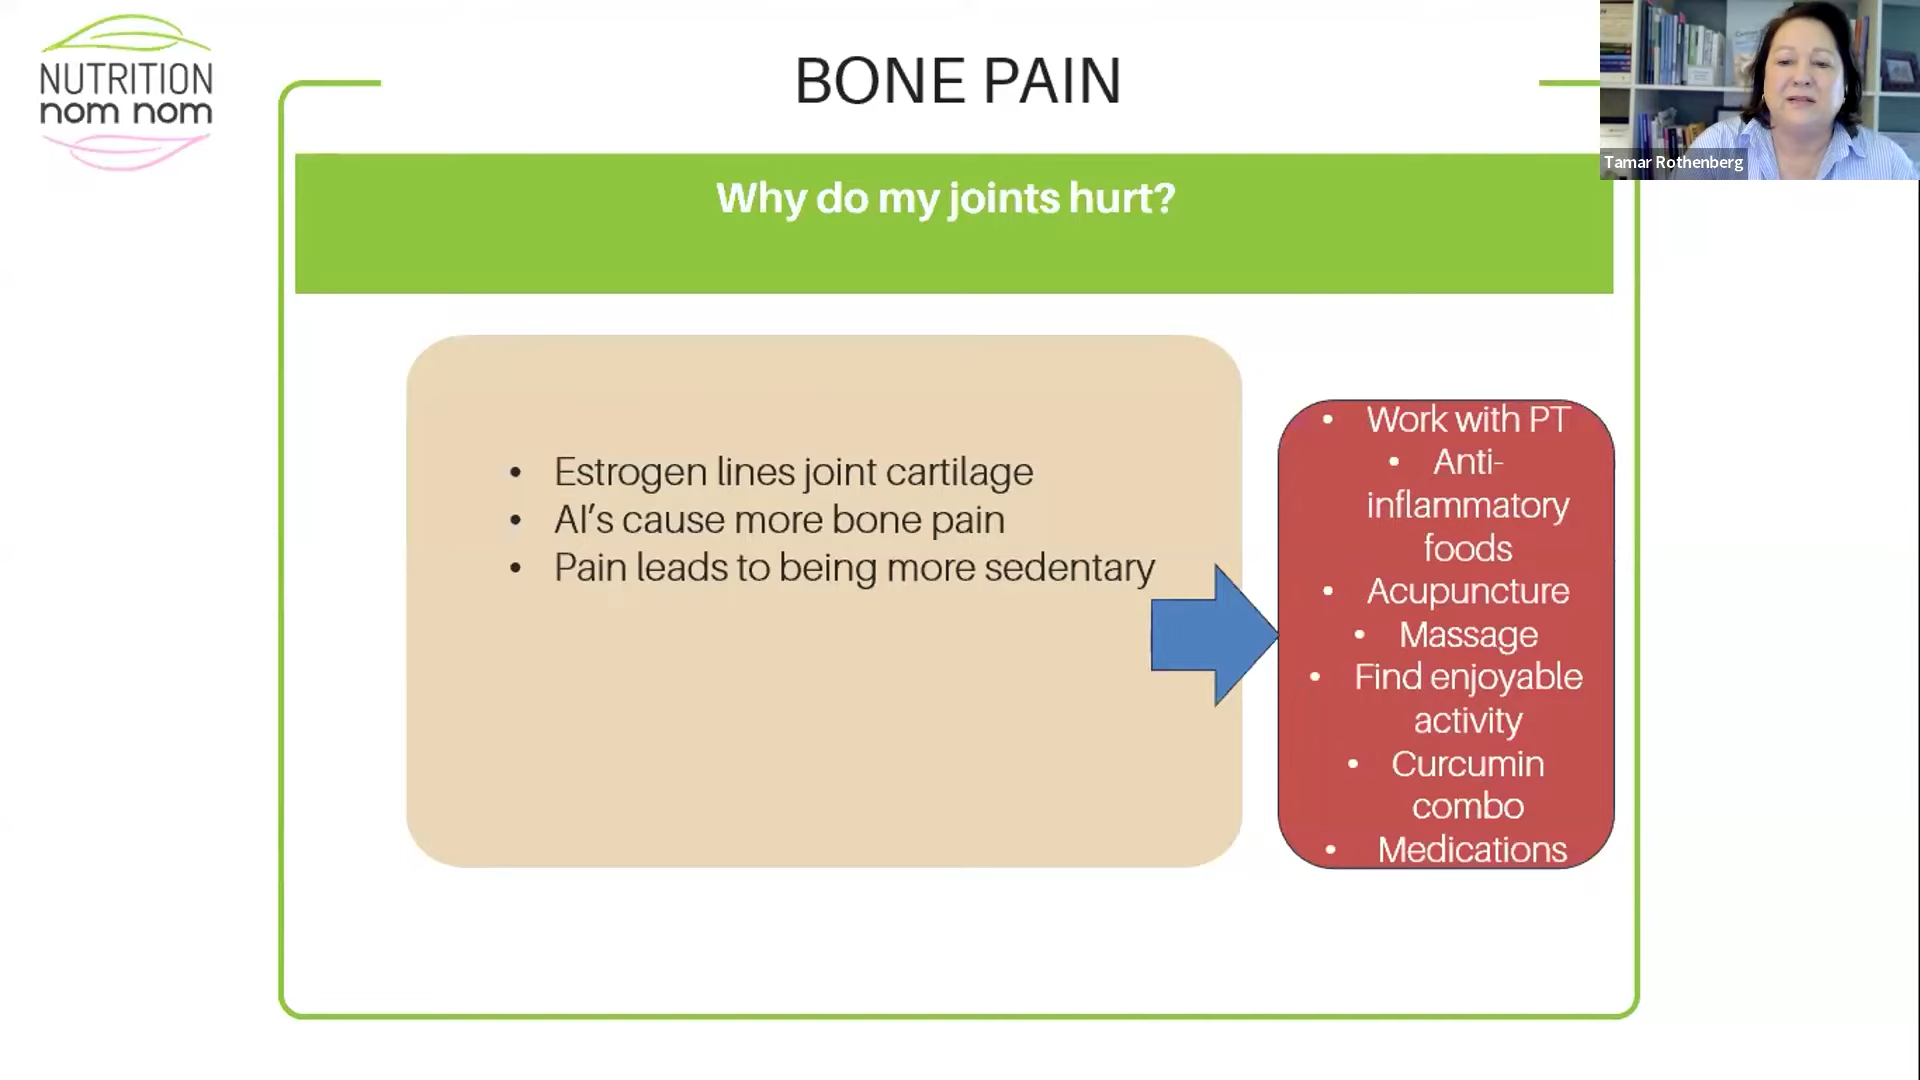 NUTRITION
nom nom
BONE PAIN
Tamar Rothenberg
Why do my joints hurt?
• Estrogen lines joint cartilage
• AI’s cause more bone pain
• Pain leads to being more sedentary
• Work with PT
• Anti-
inflammatory
foods
• Acupuncture
• Massage
• Find enjoyable
activity
• Curcumin
combo
• Medications